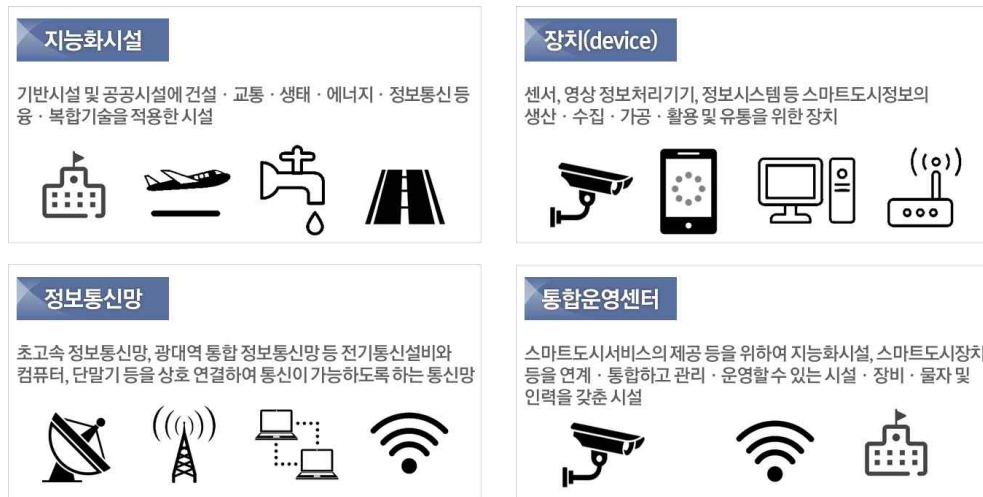 지능화시설
기반시설 및 공공시설에 건설 · 교통 · 생태 · 에너지 · 정보통신 등
융 · 복합기술을 적용한 시설
장치(device)
센서, 영상 정보처리기기, 정보시스템 등 스마트도시정보의
생산 · 수집 · 가공 · 활용 및 유통을 위한 장치
정보통신망
초고속 정보통신망, 광대역 통합 정보통신망 등 전기통신설비와
컴퓨터, 단말기 등을 상호 연결하여 통신이 가능하도록 하는 통신망
통합운영센터
스마트도시서비스의 제공 등을 위하여 지능화시설, 스마트도시장치
등을 연계 · 통합하고 관리 · 운영할 수 있는 시설 · 장비 · 물자 및
인력을 갖춘 시설